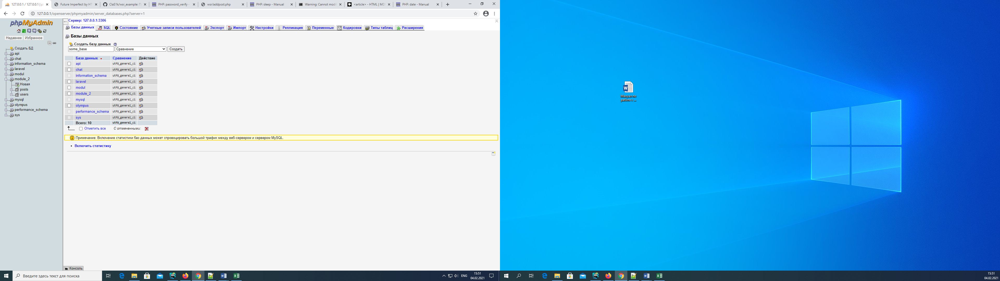 127.0.0.1 / 127.0.0.1 | p
Future Imperfect by HT
ClaS1k/wsr_example: П
PHP: password_verify -
wsr/addpost.php
PHP: sleep - Manual
Warning: Cannot modi
<article> - HTML | MD
PHP: date - Manual
127.0.0.1/openserver/phpmyadmin/server_databases.php?server=1
phpMyAdmin
Недавнее Избранное
Создать БД
api
chat
information_schema
laravel
modul
module_2
Новая
posts
users
mysql
olympus
performance_schema
sys
Сервер: 127.0.0.1:3306
Базы данных SQL Состояние Учетные записи пользователей Экспорт Импорт Настройки Репликация Переменные Кодировки Типы таблиц Расширения
Базы данных
Создать базу данных
some_base Сравнение Создать
База данных Сравнение Действие
api utf8_general_ci
chat utf8_general_ci
information_schema utf8_general_ci
laravel utf8_general_ci
modul utf8_general_ci
module_2 utf8_general_ci
mysql utf8_general_ci
olympus utf8_general_ci
performance_schema utf8_general_ci
sys utf8_general_ci
Всего: 10 utf8_general_ci
Отметить все С отмеченными:
Примечание: Включение статистики баз данных может спровоцировать большой трафик между веб-сервером и сервером MySQL.
• Включить статистику
Консоль
Мануал по
работе с ...
Введите здесь текст для поиска
ENG
15:51
04.02.2021
15:51
04.02.2021